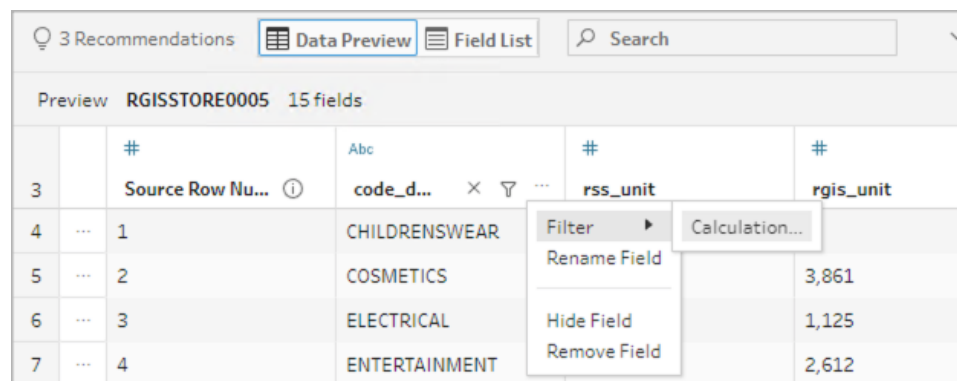 3 Recommendations Data Preview Field List Search
Preview RGISSTORE0005 15 fields
# Abc # #
3 Source Row Nu... code_d... rss_unit rgis_unit
4 1 CHILDRENSWEAR Filter Calculation...
Rename Field
5 2 COSMETICS 3,861
6 3 ELECTRICAL Hide Field 1,125
Remove Field
7 4 ENTERTAINMENT 2,612